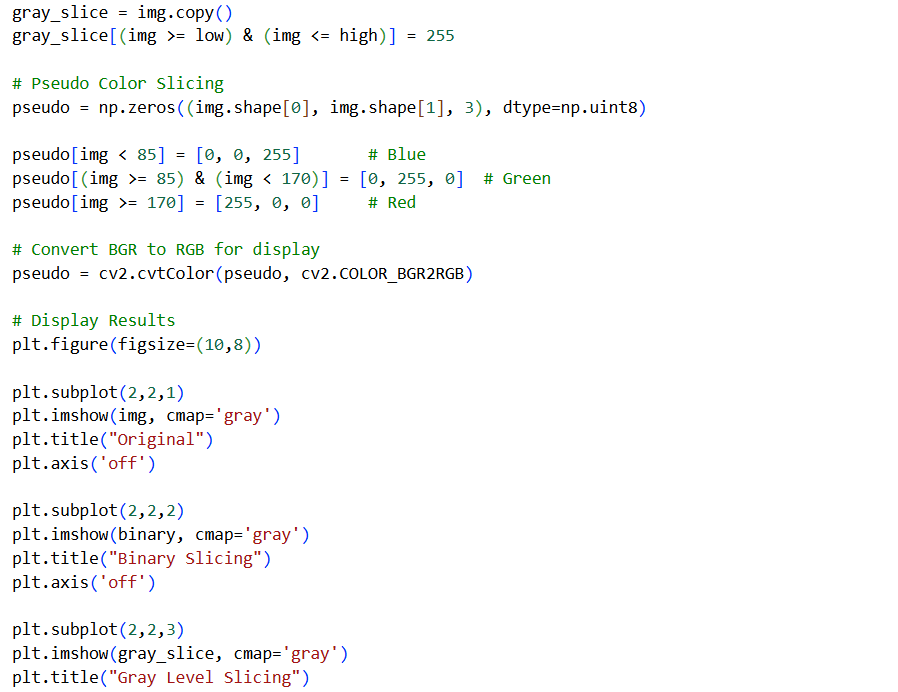 gray_slice = img.copy()
gray_slice[(img >= low) & (img <= high)] = 255
# Pseudo Color Slicing
pseudo = np.zeros((img.shape[0], img.shape[1], 3), dtype=np.uint8)
pseudo[img < 85] = [0, 0, 255]       # Blue
pseudo[(img >= 85) & (img < 170)] = [0, 255, 0]  # Green
pseudo[img >= 170] = [255, 0, 0]     # Red
# Convert BGR to RGB for display
pseudo = cv2.cvtColor(pseudo, cv2.COLOR_BGR2RGB)
# Display Results
plt.figure(figsize=(10,8))
plt.subplot(2,2,1)
plt.imshow(img, cmap='gray')
plt.title("Original")
plt.axis('off')
plt.subplot(2,2,2)
plt.imshow(binary, cmap='gray')
plt.title("Binary Slicing")
plt.axis('off')
plt.subplot(2,2,3)
plt.imshow(gray_slice, cmap='gray')
plt.title("Gray Level Slicing")